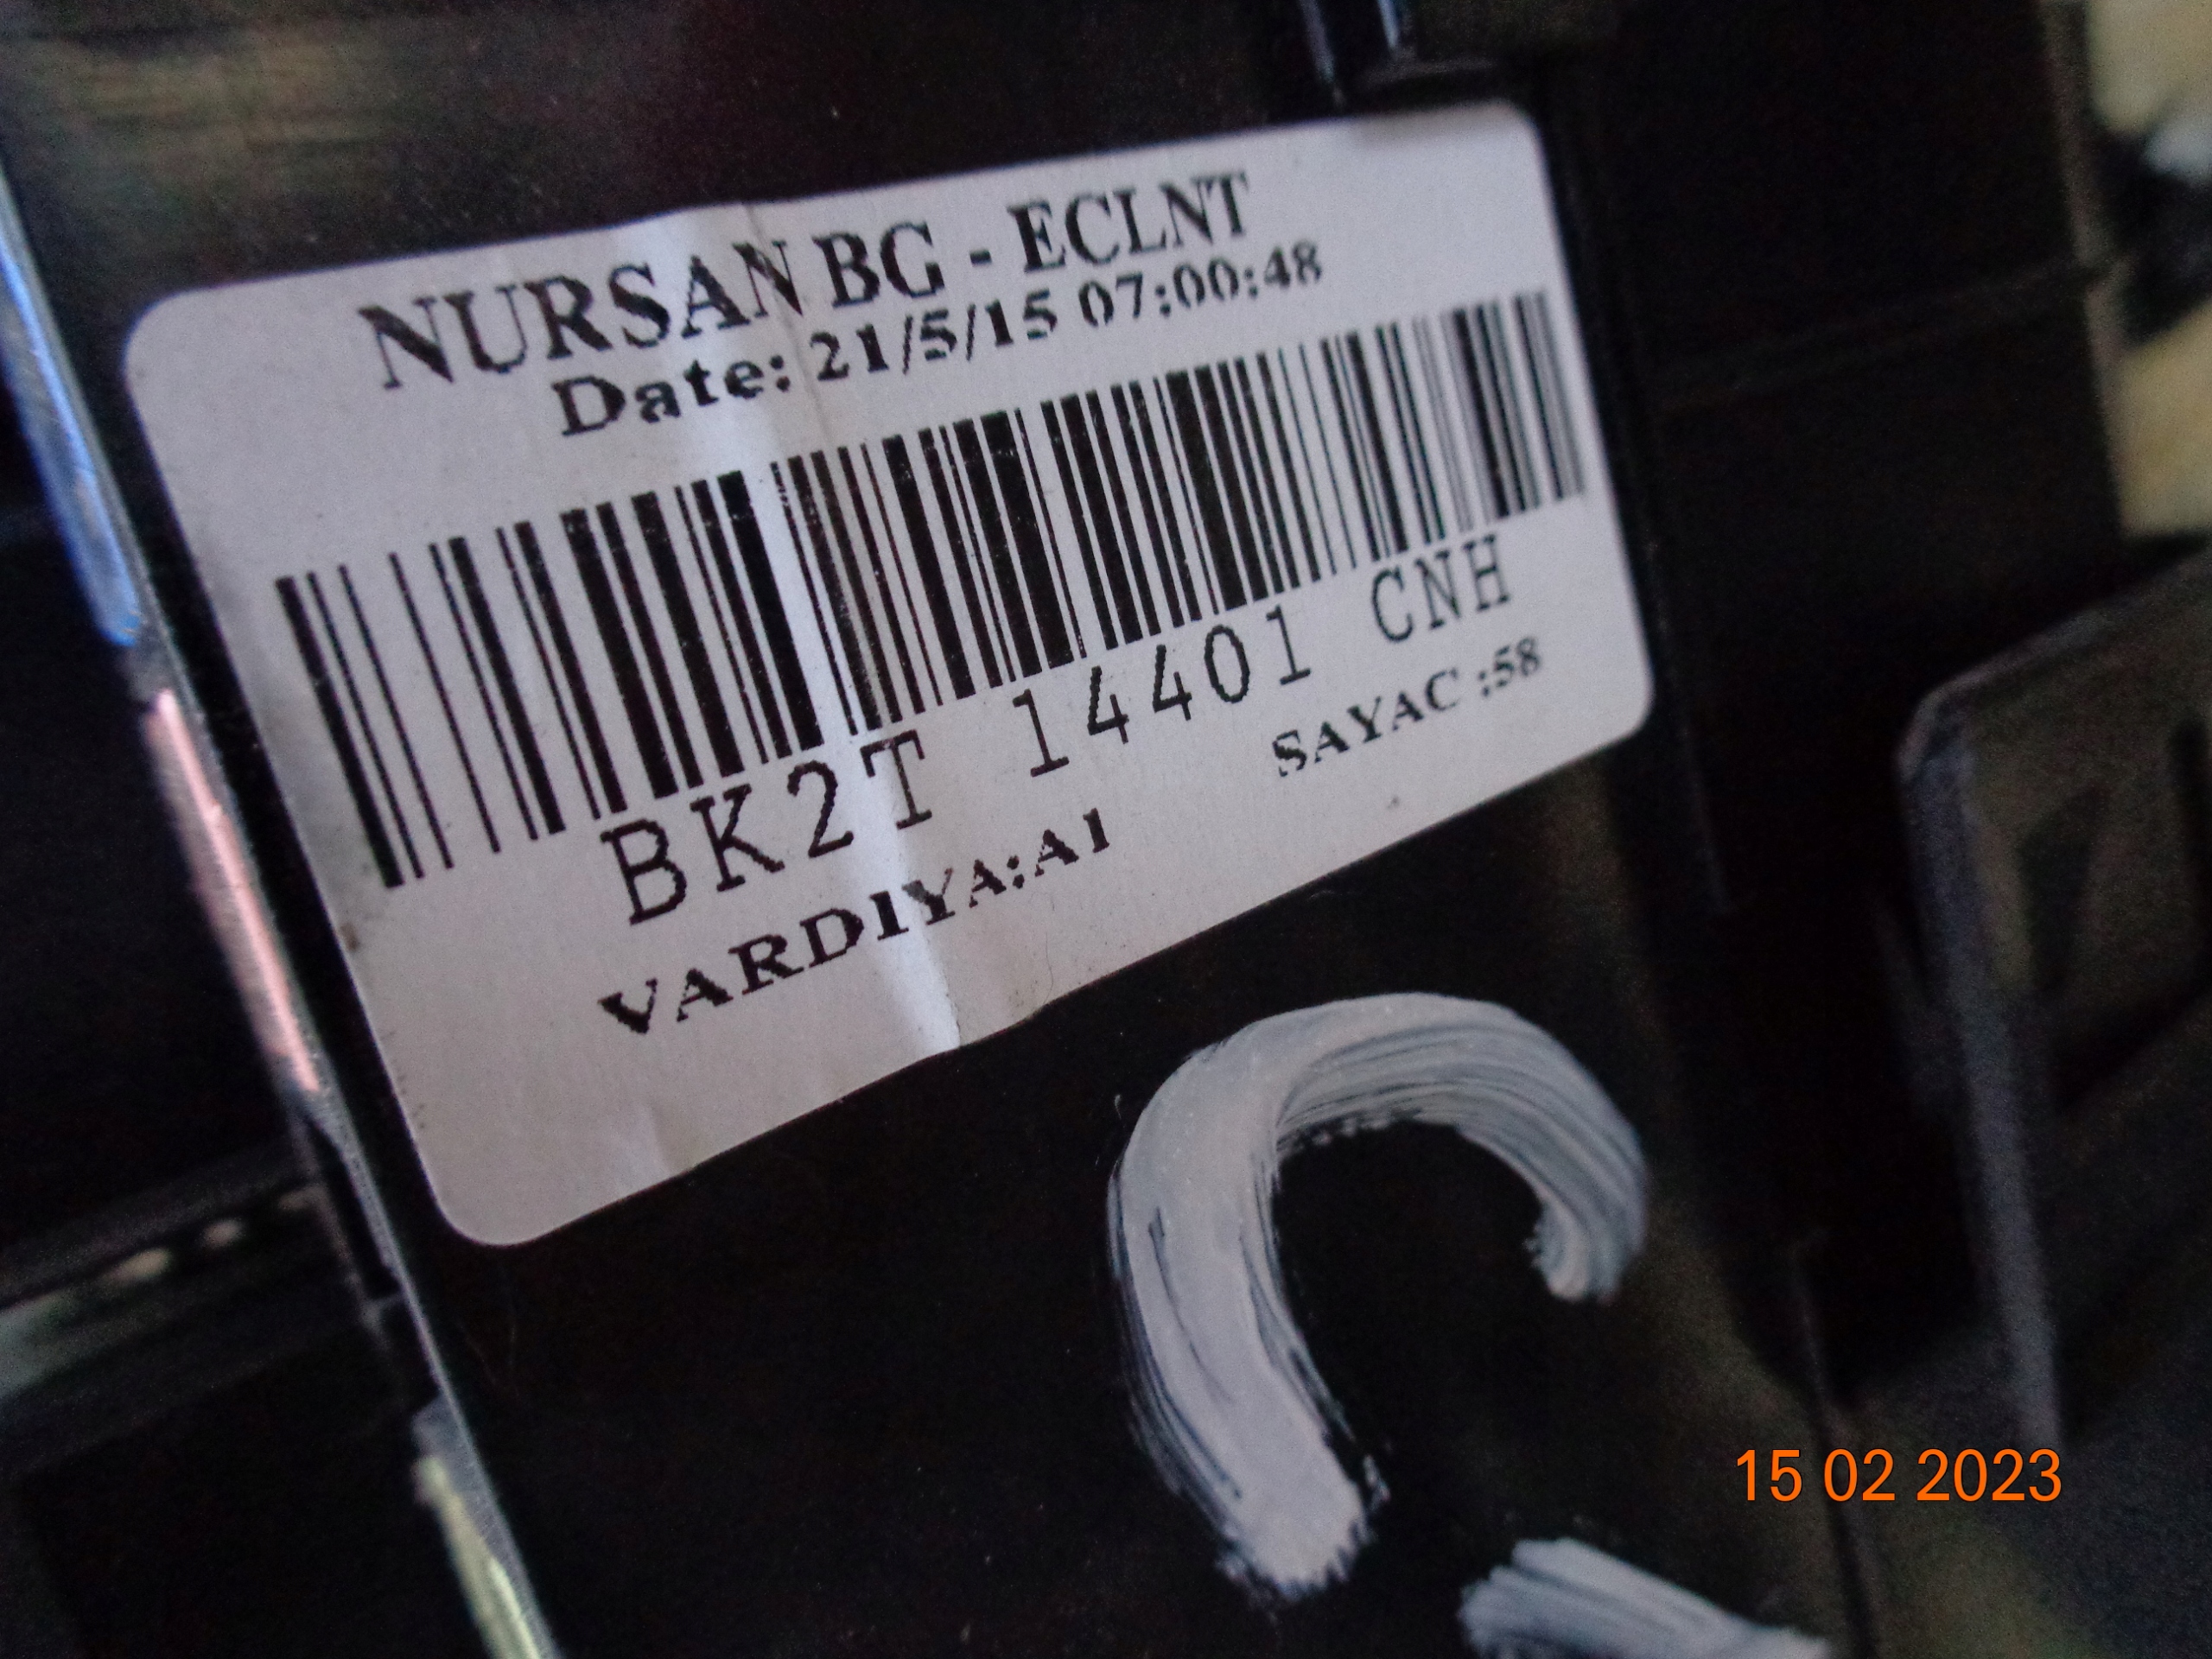 NURSAN BG - ECLNT
Date: 21/5/15 07:00:48
BK2T 14401 CNH
VARDIYA:A1
SAYAC :58
15 02 2023